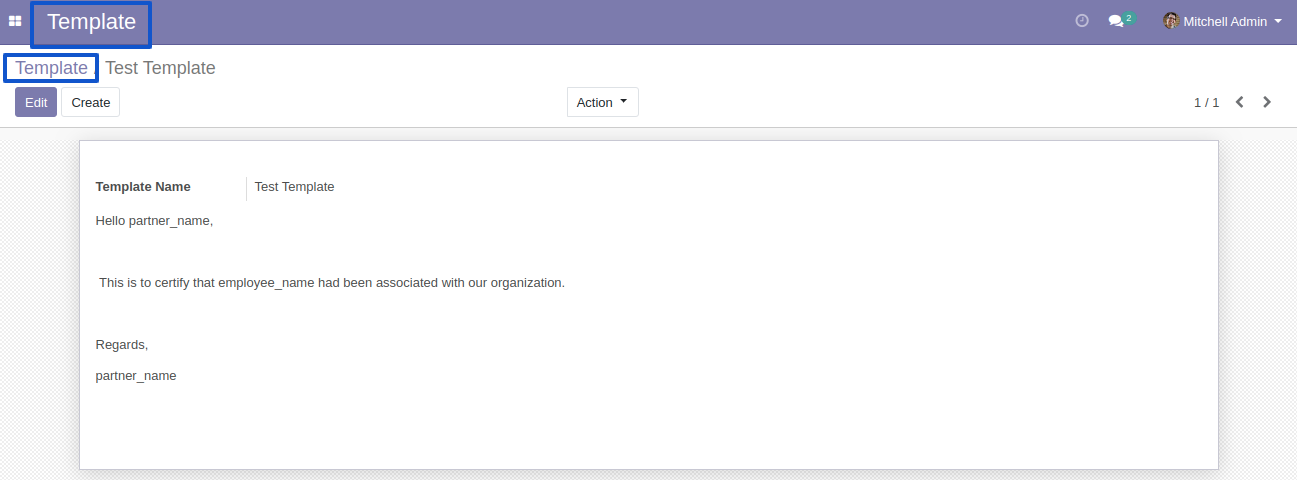 Template
2
Mitchell Admin
Template / Test Template
Edit
Create
Action
1 / 1
Template Name
Test Template
Hello partner_name,
This is to certify that employee_name had been associated with our organization.
Regards,
partner_name